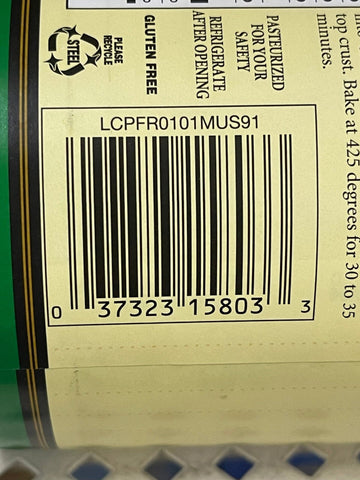 PLEASE
RECYCLE
STEEL
GLUTEN FREE
PASTEURIZED
FOR YOUR
SAFETY
REFRIGERATE
AFTER OPENING
top crust. Bake at 425 degrees for 30 to 35
minutes.
LCPFR0101MUS91
0 37323 15803 3